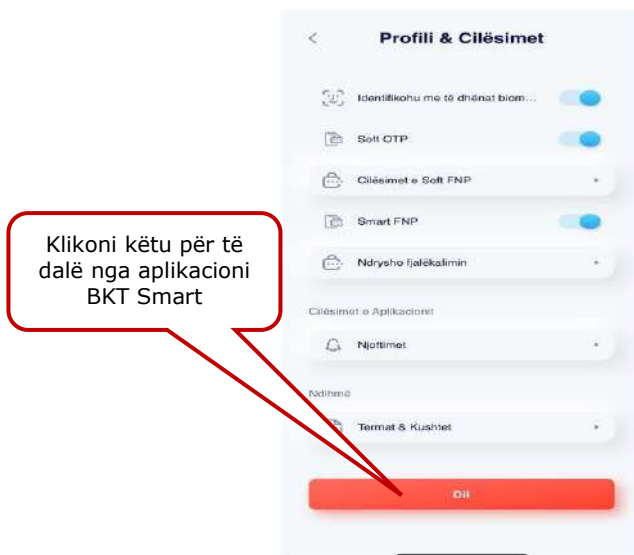 Profili & Cilësimet
Identifikohu me të dhënat biom...
Soft OTP
Cilësimet e Soft FNP
Smart FNP
Klikoni këtu për të
dalë nga aplikacioni
BKT Smart
Ndrysho fjalëkalimin
Cilësimet e Aplikacionit
Njoftimet
Ndihmë
Termat & Kushtet
Dil